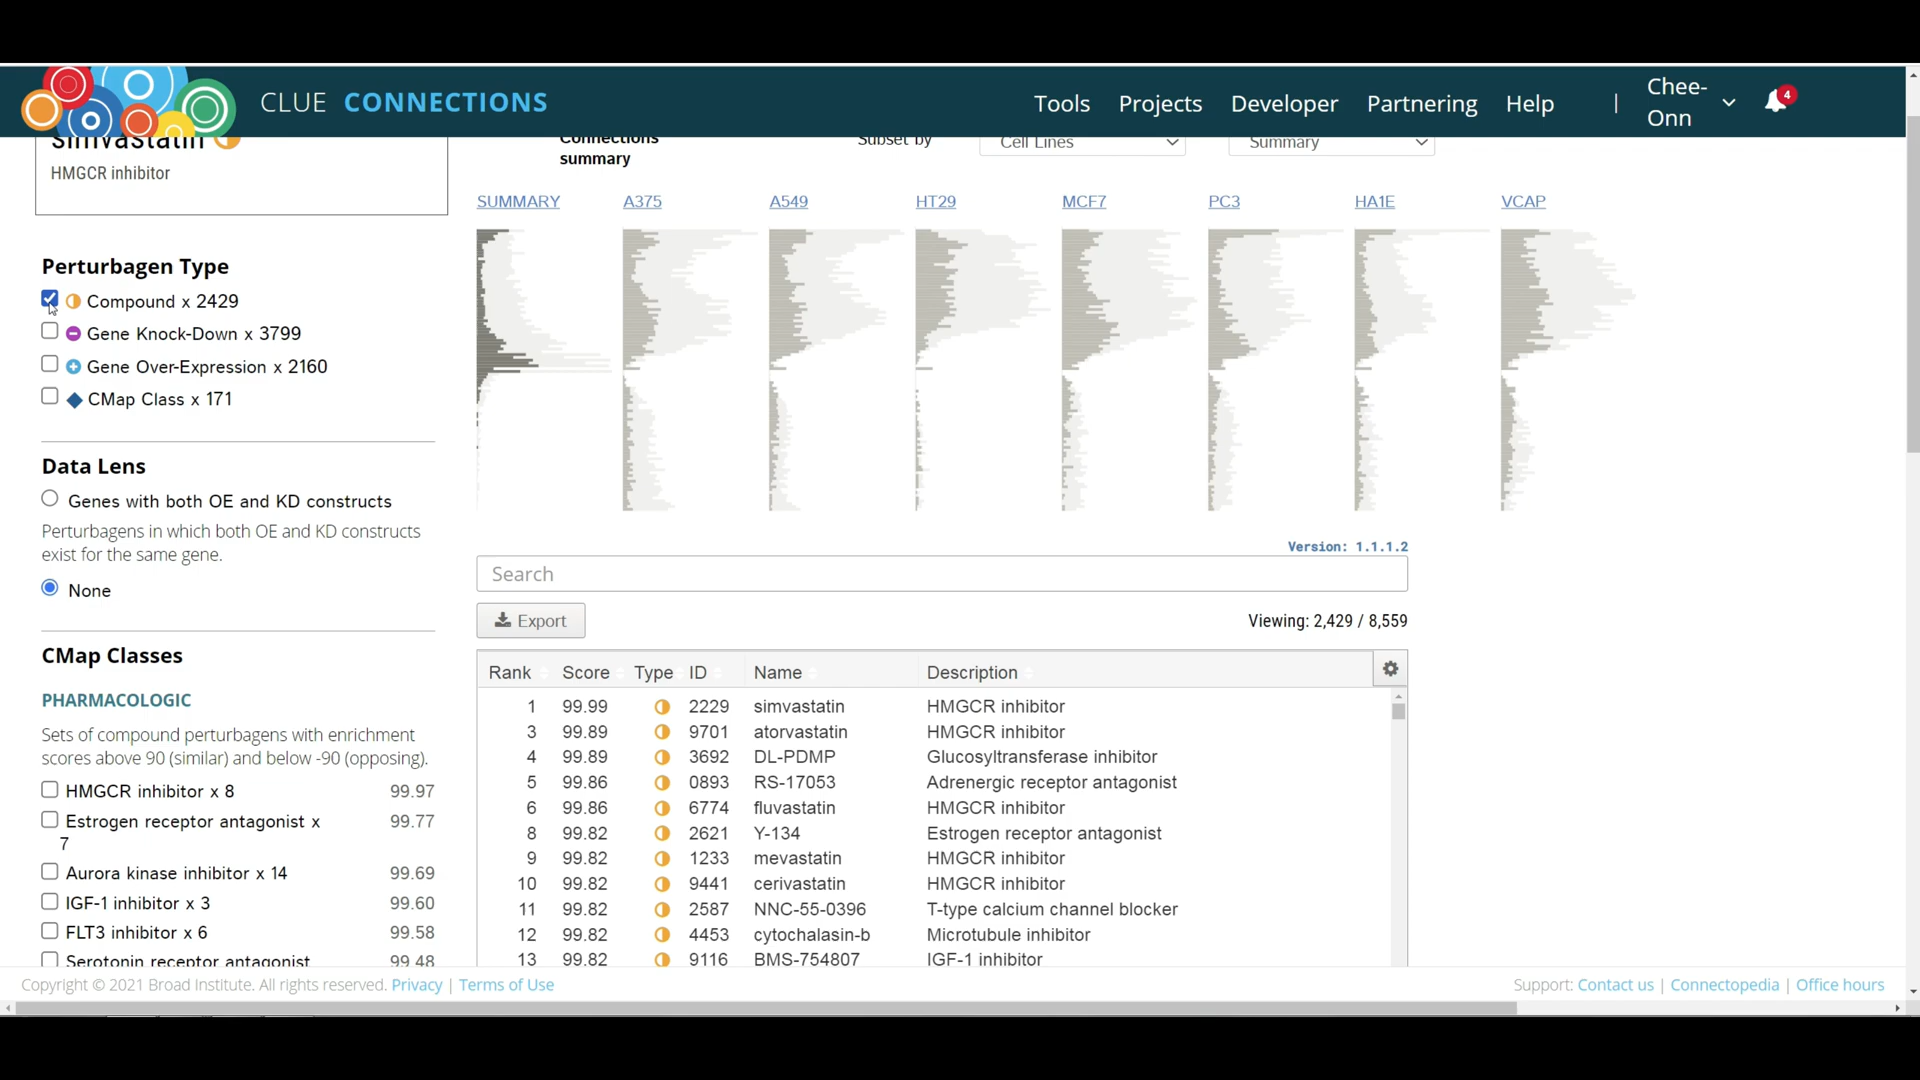 CLUE CONNECTIONS
Tools Projects Developer Partnering Help | Chee-Onn 4
simvastatin
HMGCR inhibitor
Connections summary
Subset by Cell Lines Summary
SUMMARY A375 A549 HT29 MCF7 PC3 HA1E VCAP
Perturbagen Type
Compound x 2429
Gene Knock-Down x 3799
Gene Over-Expression x 2160
CMap Class x 171
Data Lens
Genes with both OE and KD constructs
Perturbagens in which both OE and KD constructs
exist for the same gene.
None
CMap Classes
PHARMACOLOGIC
Sets of compound perturbagens with enrichment
scores above 90 (similar) and below -90 (opposing).
HMGCR inhibitor x 8 99.97
Estrogen receptor antagonist x 99.77
7
Aurora kinase inhibitor x 14 99.69
IGF-1 inhibitor x 3 99.60
FLT3 inhibitor x 6 99.58
Serotonin receptor antagonist 99.48
Version: 1.1.1.2
Search
Export
Viewing: 2,429 / 8,559
Rank Score Type ID Name Description
1 99.99 2229 simvastatin HMGCR inhibitor
3 99.89 9701 atorvastatin HMGCR inhibitor
4 99.89 3692 DL-PDMP Glucosyltransferase inhibitor
5 99.86 0893 RS-17053 Adrenergic receptor antagonist
6 99.86 6774 fluvastatin HMGCR inhibitor
8 99.82 2621 Y-134 Estrogen receptor antagonist
9 99.82 1233 mevastatin HMGCR inhibitor
10 99.82 9441 cerivastatin HMGCR inhibitor
11 99.82 2587 NNC-55-0396 T-type calcium channel blocker
12 99.82 4453 cytochalasin-b Microtubule inhibitor
13 99.82 9116 BMS-754807 IGF-1 inhibitor
Copyright © 2021 Broad Institute. All rights reserved. Privacy | Terms of Use
Support: Contact us | Connectopedia | Office hours